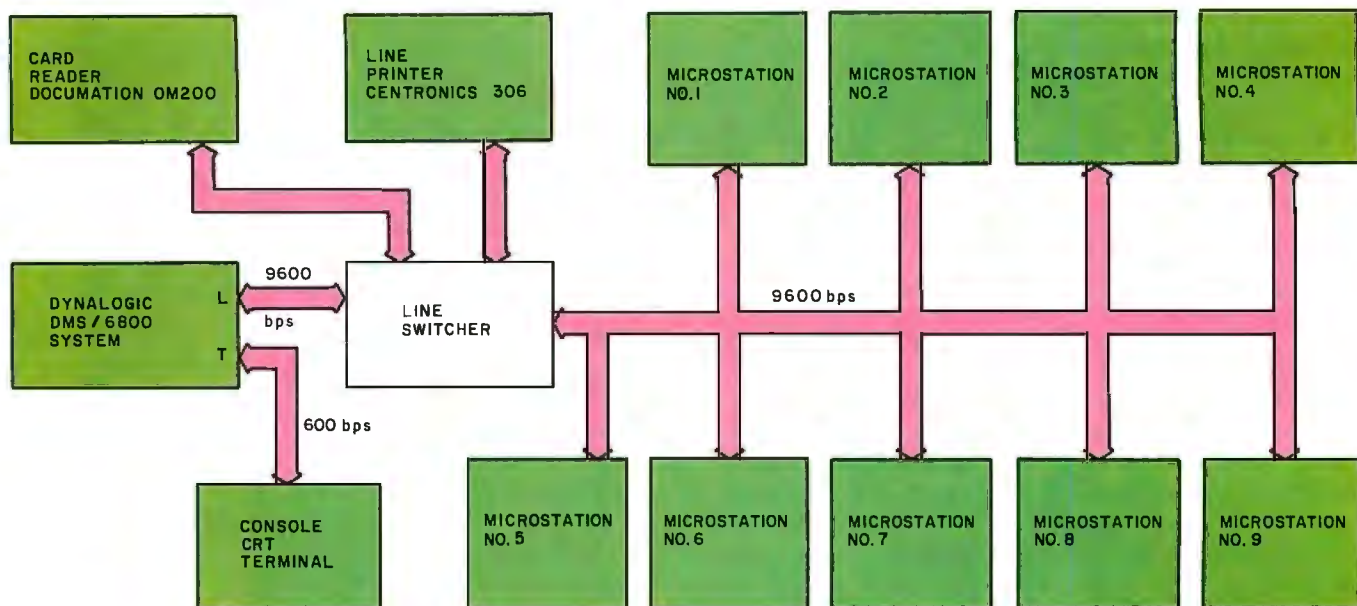 CARD
READER
DOCUMATION OM200
LINE
PRINTER
CENTRONICS 306
MICROSTATION
NO.1
MICROSTATION
NO.2
MICROSTATION
NO.3
MICROSTATION
NO.4
DYNALOGIC
DMS/6800
SYSTEM
L
T
9600
bps
LINE
SWITCHER
9600bps
600 bps
CONSOLE
CRT
TERMINAL
MICROSTATION
NO.5
MICROSTATION
NO.6
MICROSTATION
NO.7
MICROSTATION
NO.8
MICROSTATION
NO.9